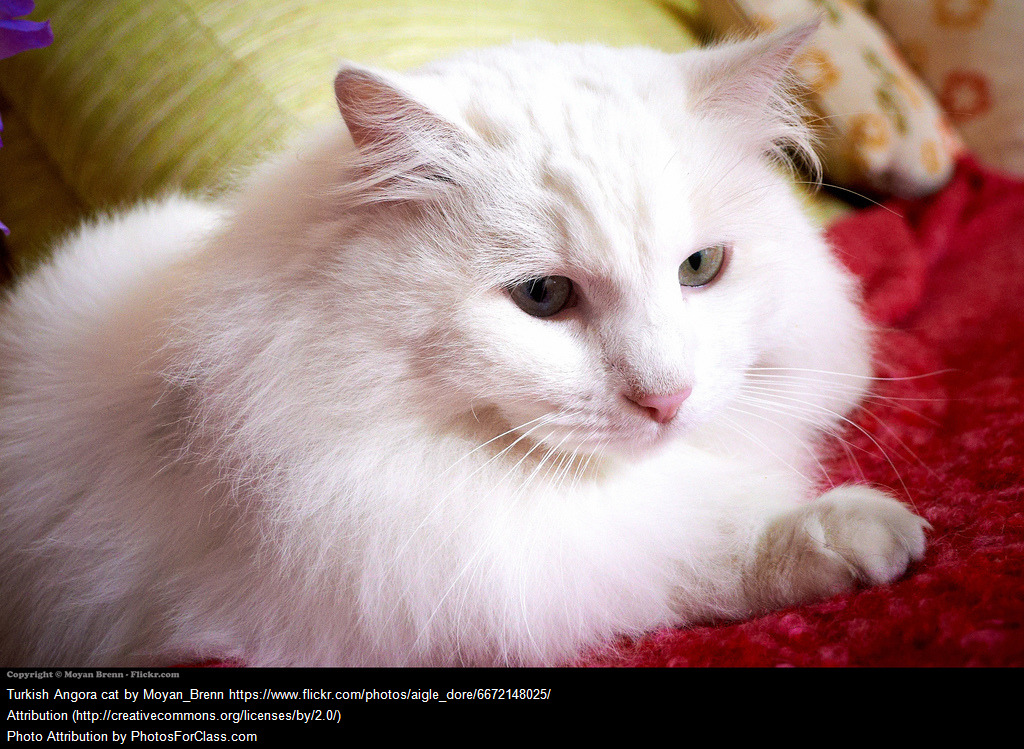 Copyright © Moyan Brenn - Flickr.com
Turkish Angora cat by Moyan_Brenn https://www.flickr.com/photos/aigle_dore/6672148025/
Attribution (http://creativecommons.org/licenses/by/2.0/)
Photo Attribution by PhotosForClass.com